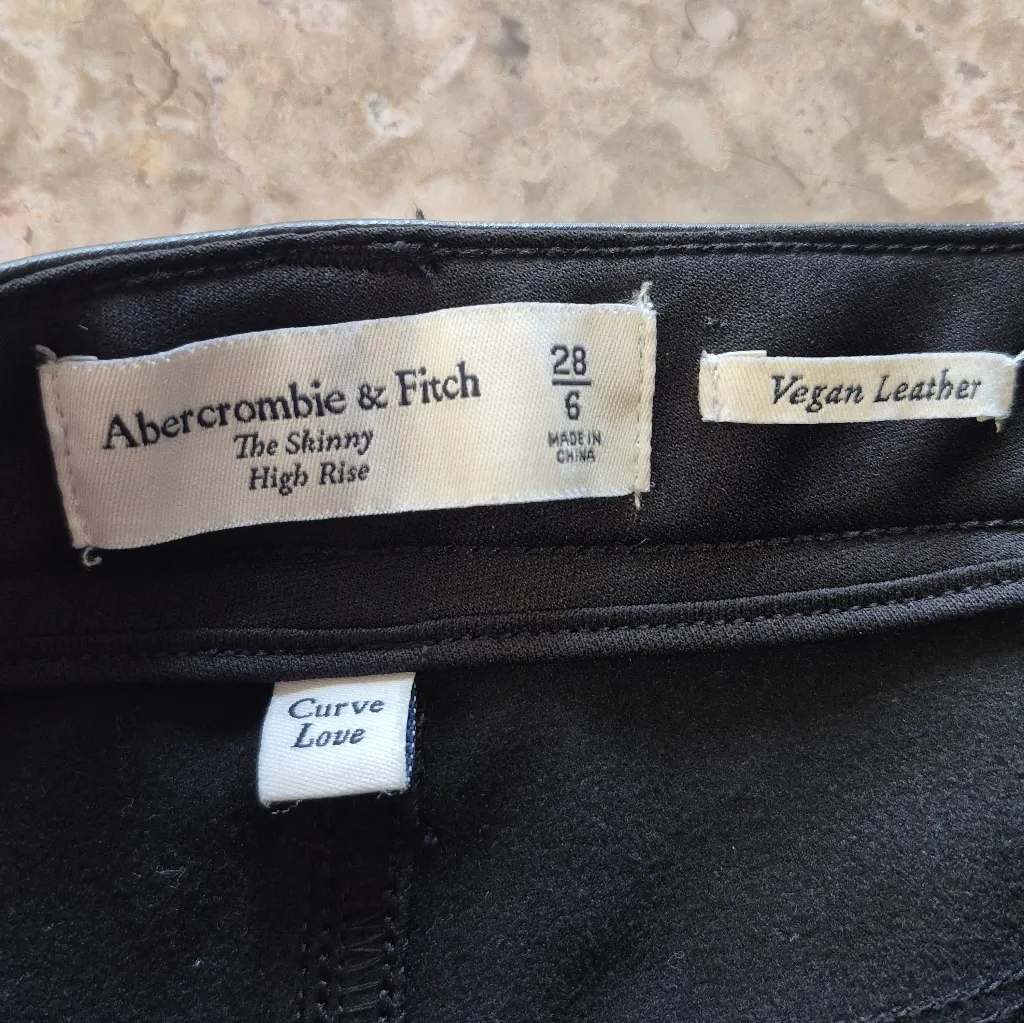 Abercrombie & Fitch
The Skinny
High Rise
28
6
MADE IN
CHINA
Vegan Leather
Curve
Love